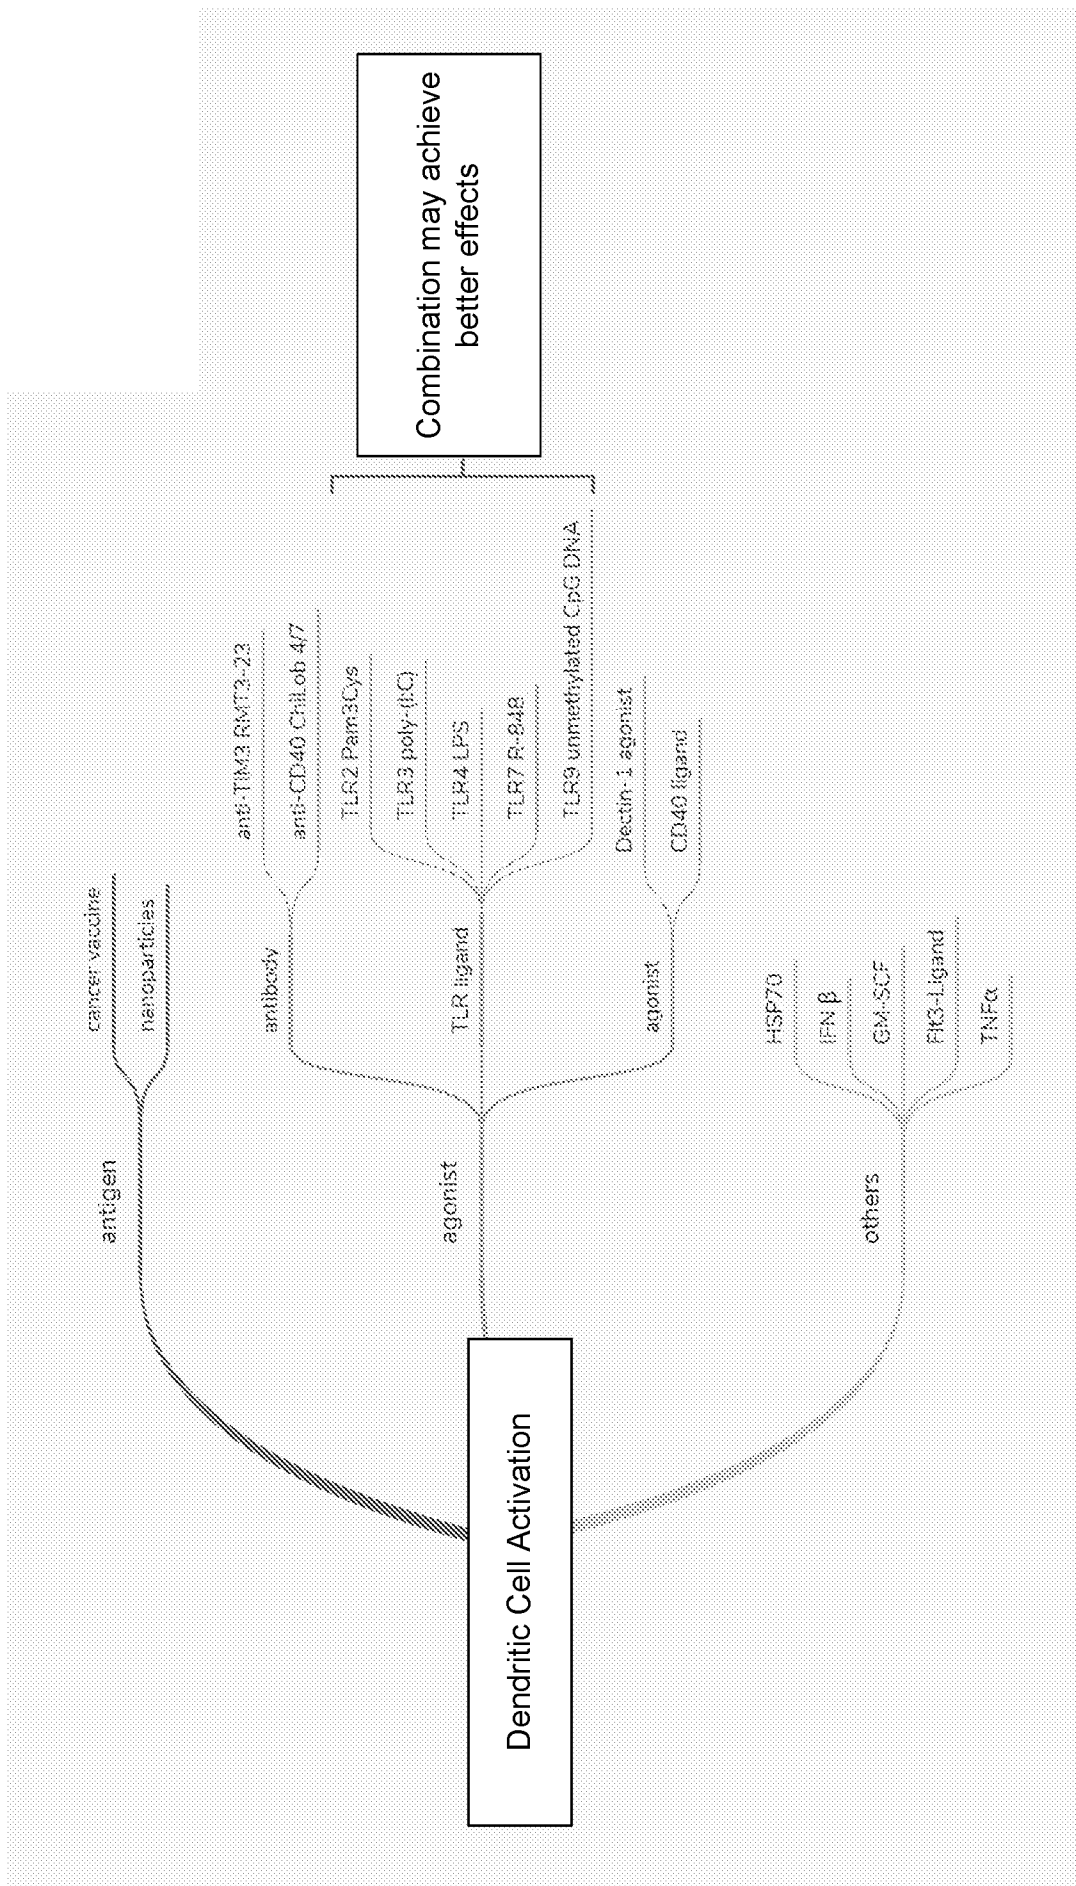 Dendritic Cell Activation
antigen
cancer vaccine
nanoparticles
agonist
antibody
anti-TIM3 RMT3-23
anti-CD40 ChiLob 4/7
TLR ligand
TLR2 Pam3Cys
TLR3 poly-(I:C)
TLR4 LPS
TLR7 R-848
TLR9 unmethylated CpG DNA
agonist
Dectin-1 agonist
CD40 ligand
others
HSP70
IFN β
GM-SCF
Flt3-Ligand
TNFα
Combination may achieve
better effects